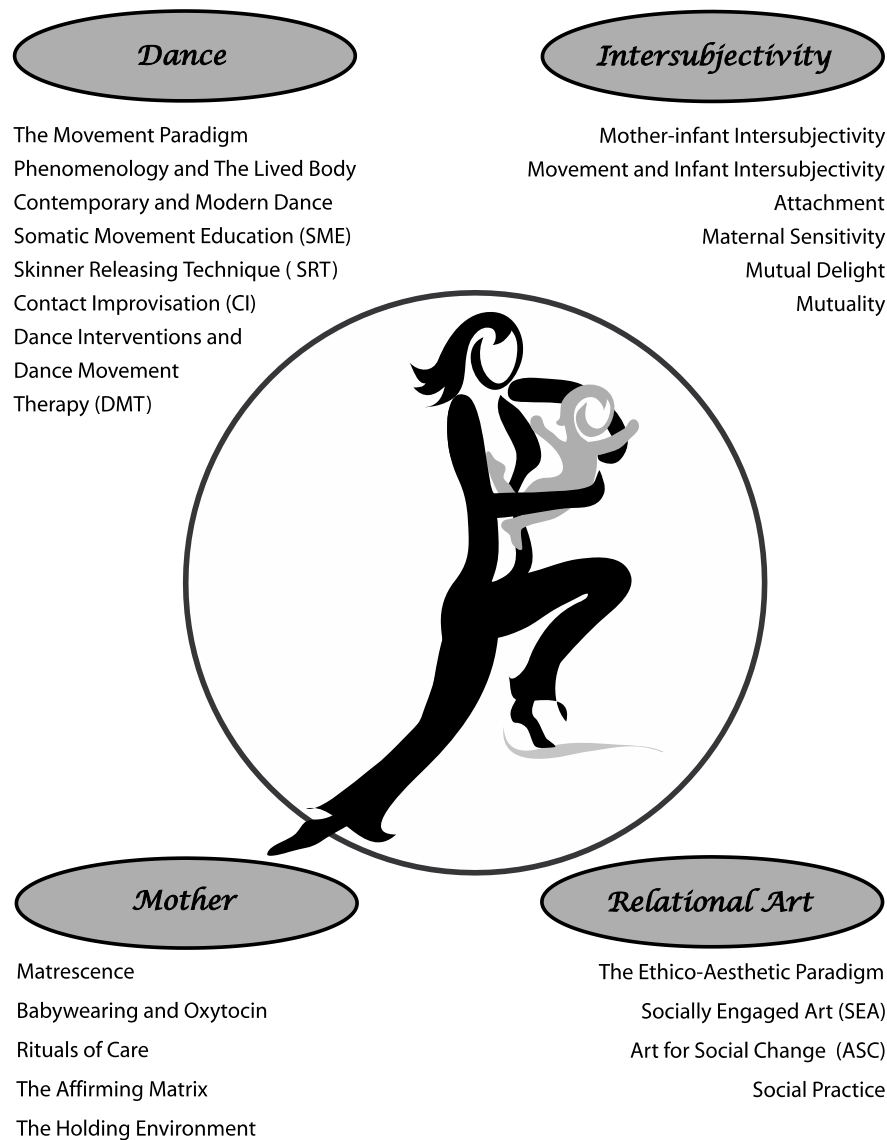 Dance
The Movement Paradigm
Phenomenology and The Lived Body
Contemporary and Modern Dance
Somatic Movement Education (SME)
Skinner Releasing Technique ( SRT)
Contact Improvisation (CI)
Dance Interventions and
Dance Movement
Therapy (DMT)
Intersubjectivity
Mother-infant Intersubjectivity
Movement and Infant Intersubjectivity
Attachment
Maternal Sensitivity
Mutual Delight
Mutuality
Mother
Matrescence
Babywearing and Oxytocin
Rituals of Care
The Affirming Matrix
The Holding Environment
Relational Art
The Ethico-Aesthetic Paradigm
Socially Engaged Art (SEA)
Art for Social Change  (ASC)
Social Practice